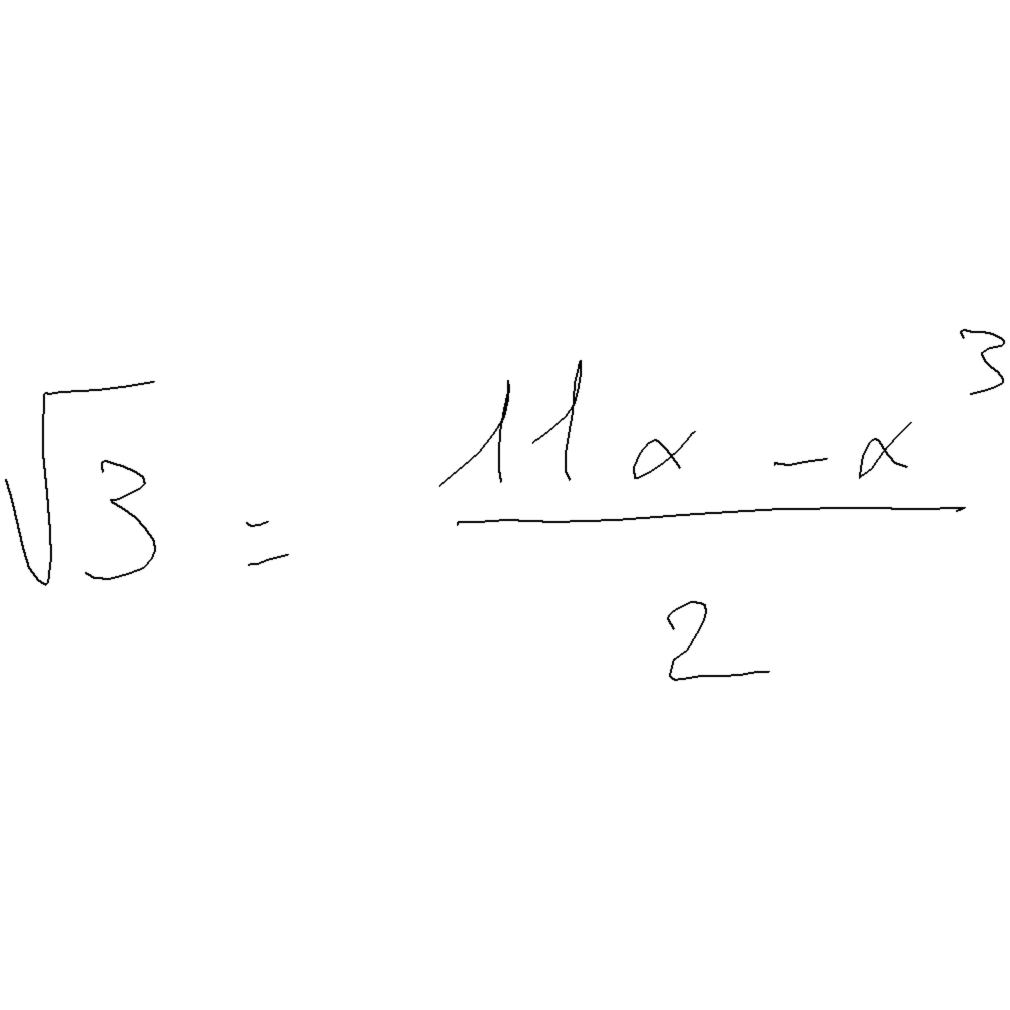 √3 = (11α - α³) / 2